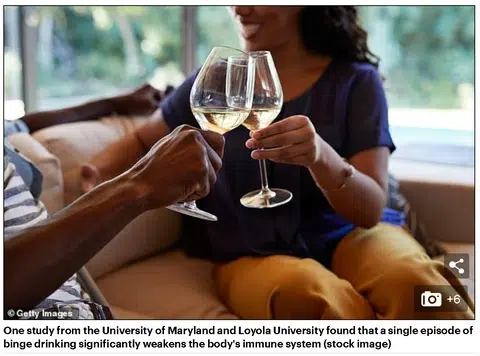 © Getty Images
+6
One study from the University of Maryland and Loyola University found that a single episode of
binge drinking significantly weakens the body's immune system (stock image)